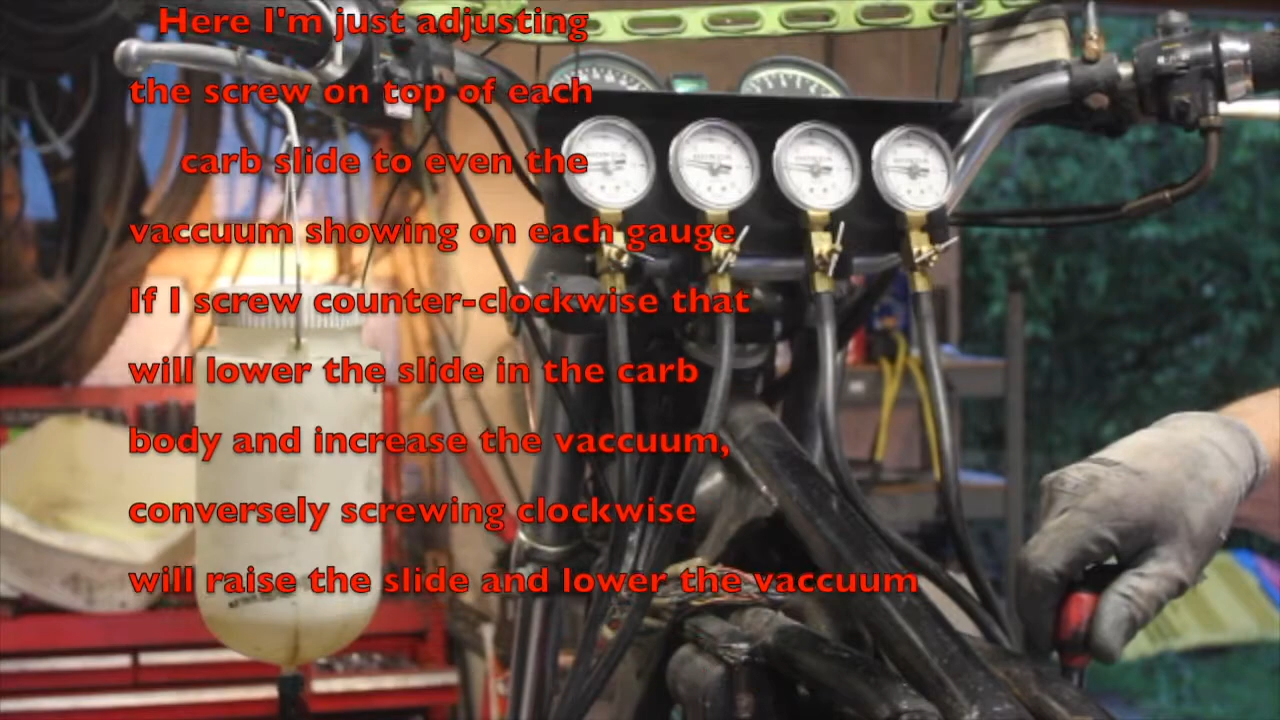 Here I'm just adjusting
the screw on top of each
carb slide to even the
vaccuum showing on each gauge
If I screw counter-clockwise that
will lower the slide in the carb
body and increase the vaccuum,
conversely screwing clockwise
will raise the slide and lower the vaccuum